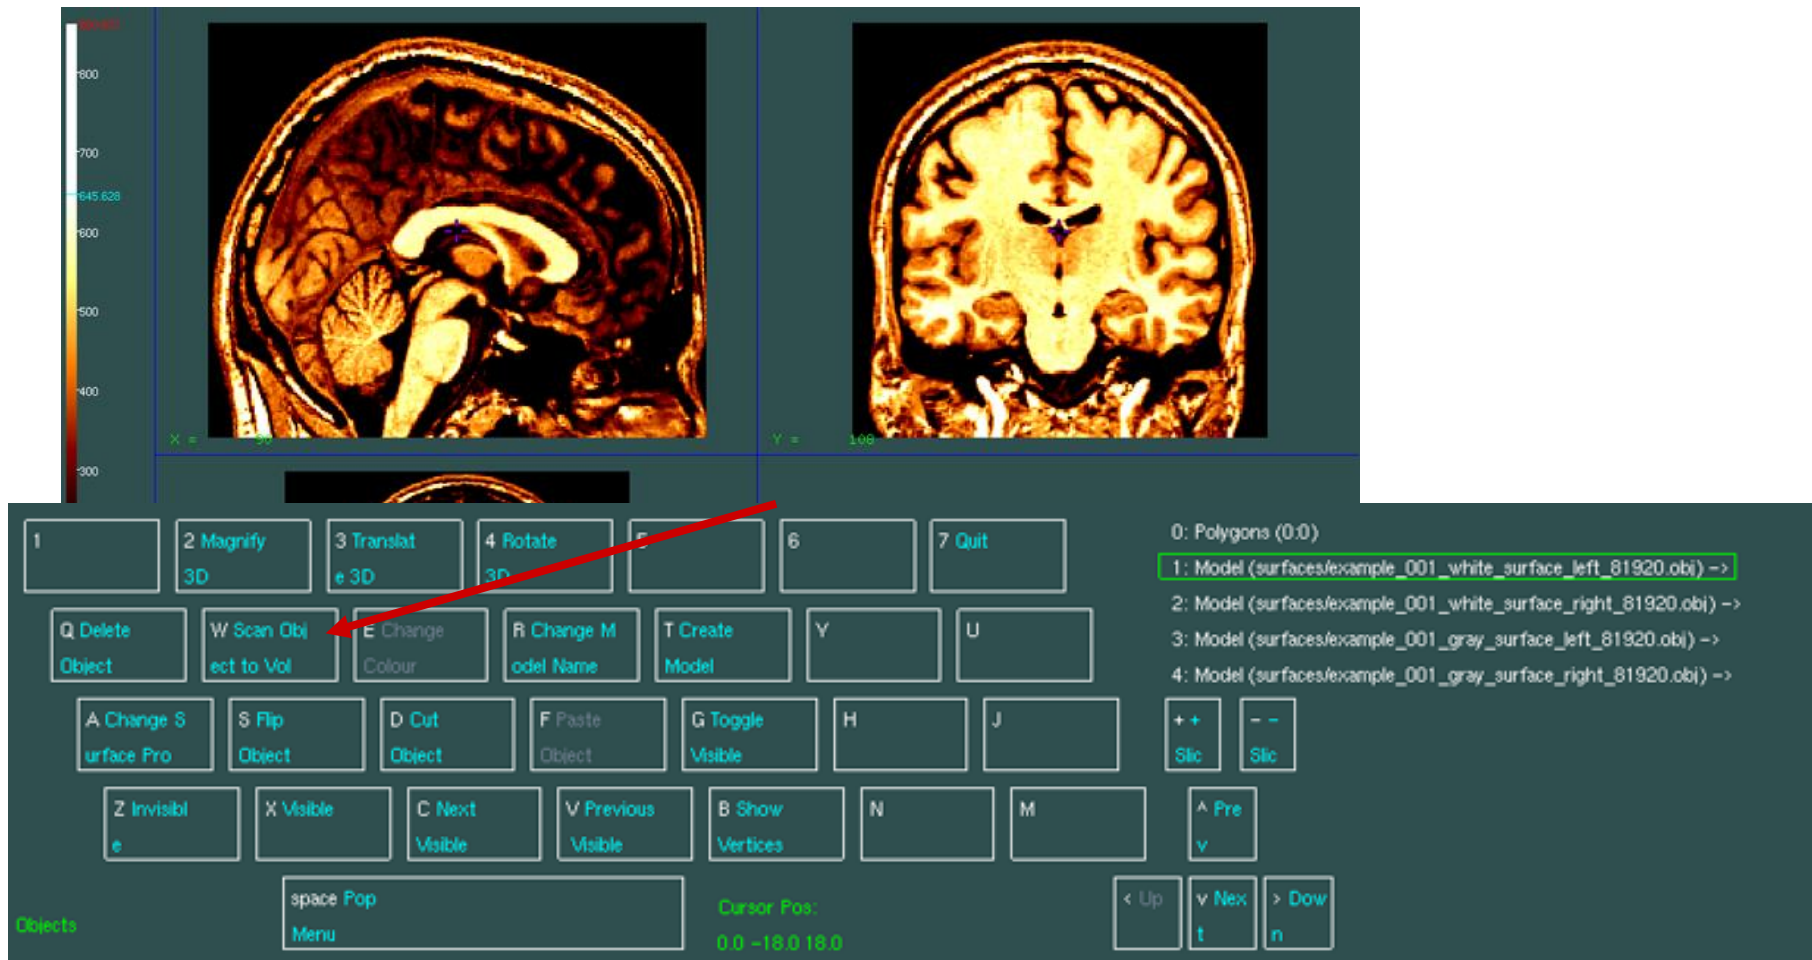 800
700
645.628
600
500
400
300
X =
Y = 108
1
2 Magnify
3D
3 Translat
e 3D
4 Rotate
3D
5
6
7 Quit
Q Delete
Object
W Scan Obj
ect to Vol
E Change
Colour
R Change M
odel Name
T Create
Model
Y
U
A Change S
urface Pro
S Flip
Object
D Cut
Object
F Paste
Object
G Toggle
Visible
H
J
+ +
Slic
- -
Slic
Z Invisibl
e
X Visible
C Next
Visible
V Previous
Visible
B Show
Vertices
N
M
^ Pre
v
space Pop
Menu
< Up
v Nex
t
> Dow
n
Objects
Cursor Pos:
0.0 -18.0 18.0
0: Polygons (0:0)
1: Model (surfaces/example_001_white_surface_left_81920.obj) ->
2: Model (surfaces/example_001_white_surface_right_81920.obj) ->
3: Model (surfaces/example_001_gray_surface_left_81920.obj) ->
4: Model (surfaces/example_001_gray_surface_right_81920.obj) ->